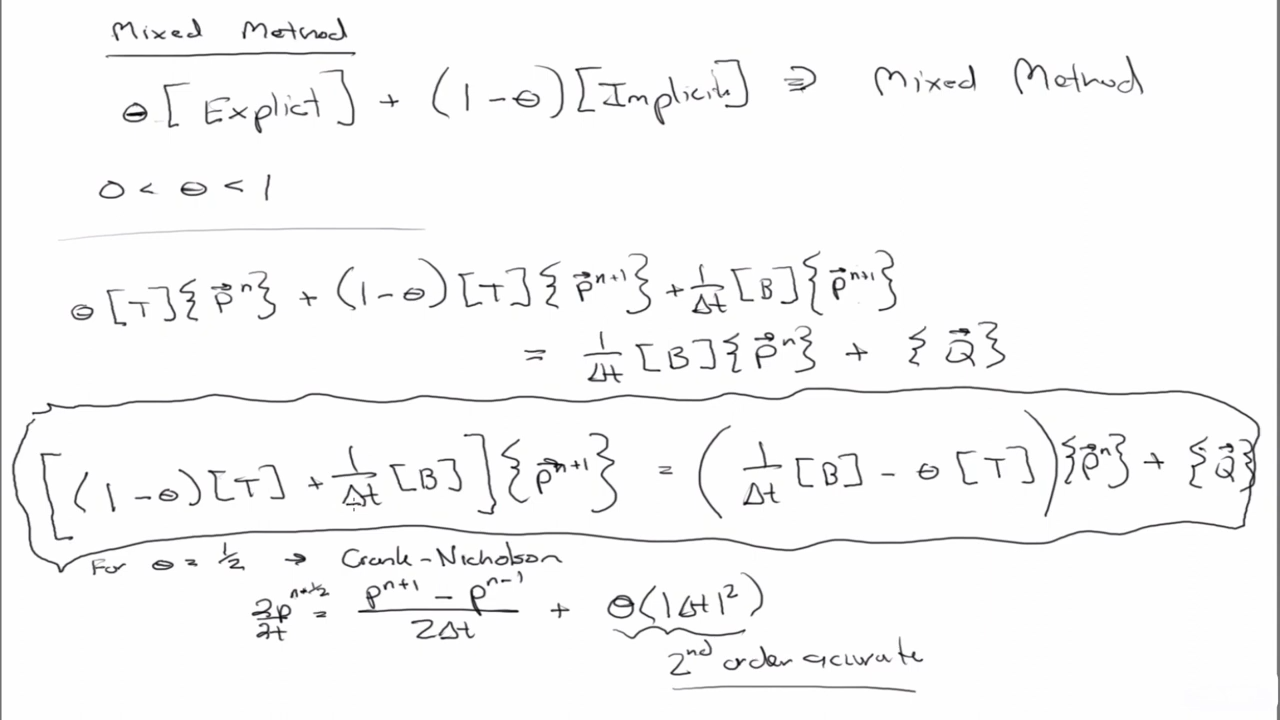 Mixed Method
θ [Explict] + (1-θ)[Implicit] ⇒ Mixed Method
0 < θ < 1
θ[T]{p⃗ⁿ} + (1-θ)[T]{p⃗ⁿ⁺¹} + 1/Δt [B]{p⃗ⁿ⁺¹}
= 1/Δt [B]{p⃗ⁿ} + {Q⃗}
[(1-θ)[T] + 1/Δt [B]]{p⃗ⁿ⁺¹} = (1/Δt [B] - θ[T]){p⃗ⁿ} + {Q⃗}
For θ = 1/2 → Crank-Nicholson
∂p/∂t ⁿ⁺¹/² = (pⁿ⁺¹ - pⁿ⁻¹)/2Δt + Θ(|Δt|²)
2nd order accurate